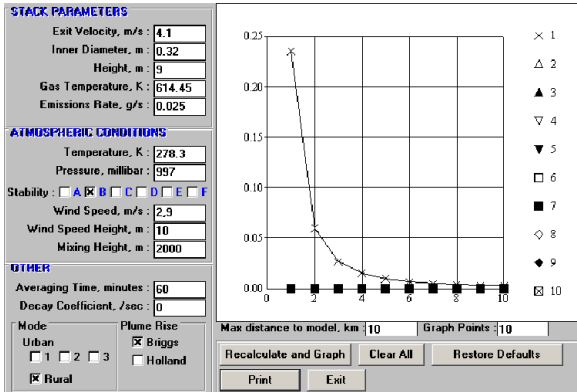 STACK PARAMETERS
Exit Velocity, m/s : 4.1
Inner Diameter, m : 0.32
Height, m : 9
Gas Temperature, K : 614.45
Emissions Rate, g/s : 0.025
ATMOSPHERIC CONDITIONS
Temperature, K : 278.3
Pressure, millibar : 997
Stability : A B C D E F
Wind Speed, m/s : 2,9
Wind Speed Height, m : 10
Mixing Height, m : 2000
OTHER
Averaging Time, minutes : 60
Decay Coefficient, /sec : 0
Mode
Urban
1 2 3
Rural
Plume Rise
Briggs
Holland
0.25
0.20
0.15
0.10
0.05
0.00
0 2 4 6 8 10
1
2
3
4
5
6
7
8
9
10
Max distance to model, km : 10 Graph Points : 10
Recalculate and Graph Clear All Restore Defaults
Print Exit